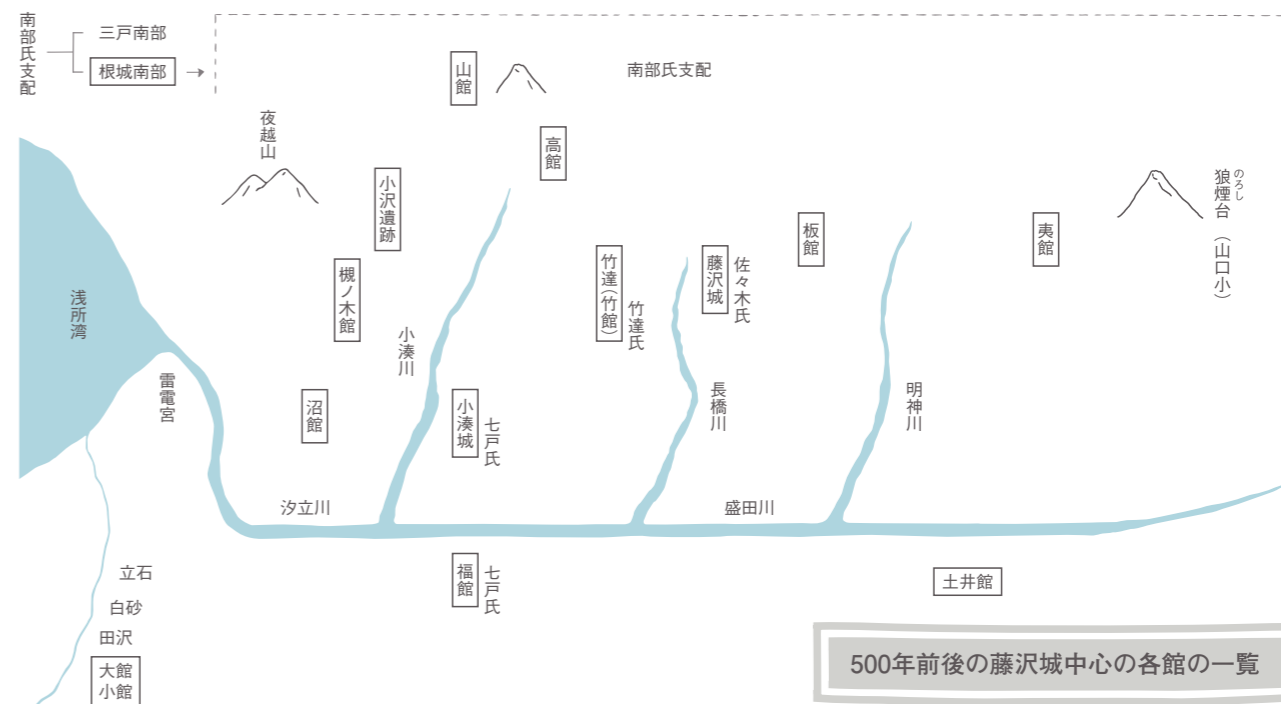 南部氏支配
三戸南部
根城南部
南部氏支配
山館
高館
夜越山
小沢遺跡
槻ノ木館
小湊川
竹達(竹館)
竹達氏
藤沢城
佐々木氏
板館
夷館
狼煙台(山口小)
のろし
浅所湾
雷電宮
沼館
小湊城
七戸氏
長橋川
明神川
汐立川
盛田川
福館
七戸氏
土井館
立石
白砂
田沢
大館
小館
500年前後の藤沢城中心の各館の一覧